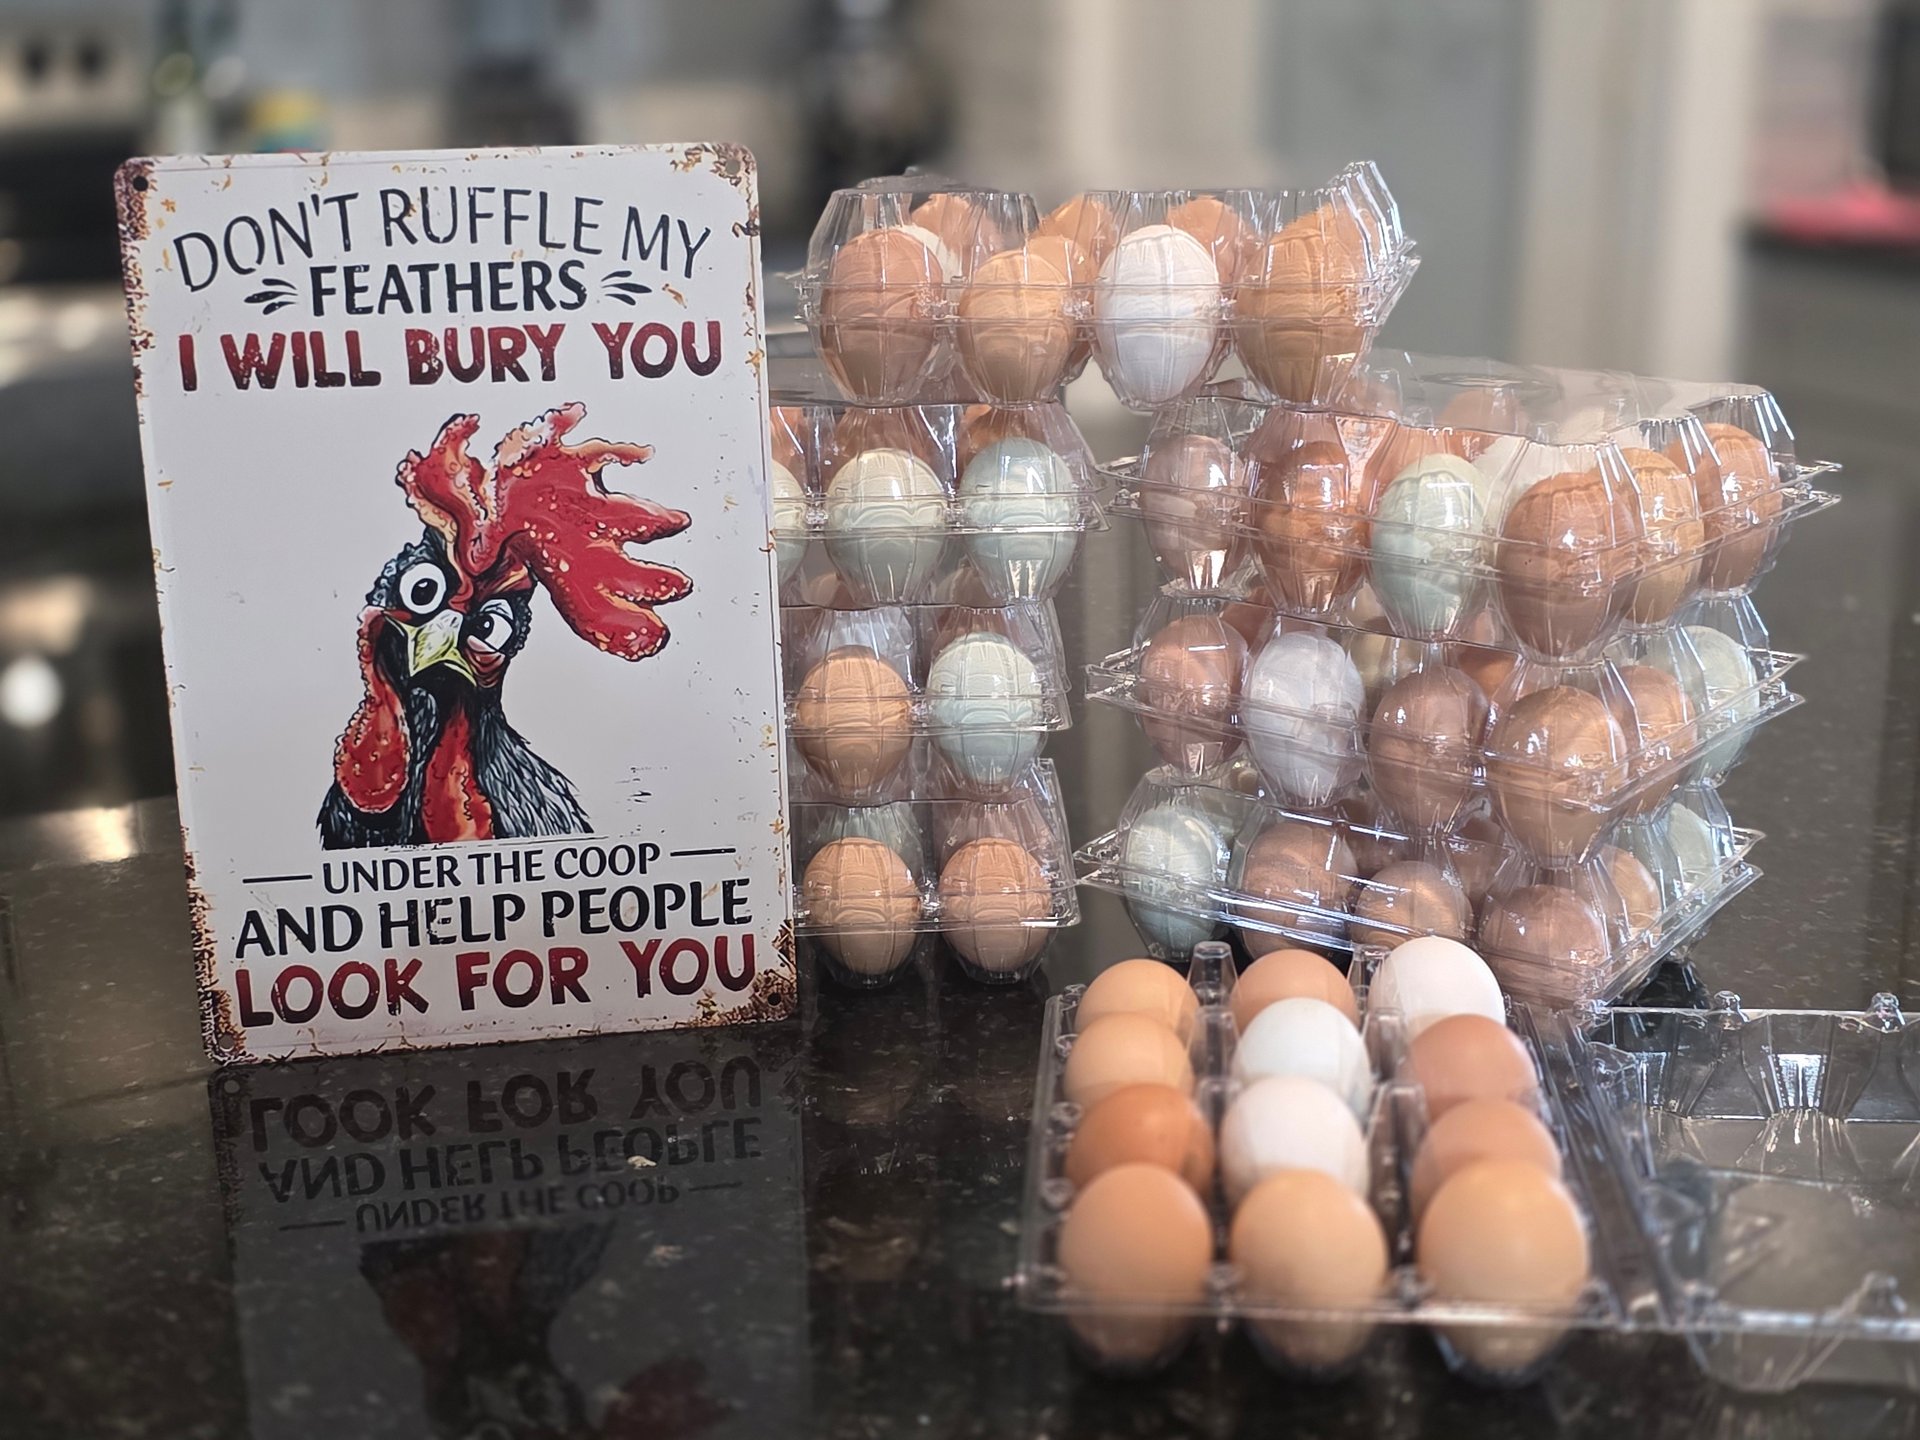 DON'T RUFFLE MY
FEATHERS
I WILL BURY YOU
UNDER THE COOP
AND HELP PEOPLE
LOOK FOR YOU